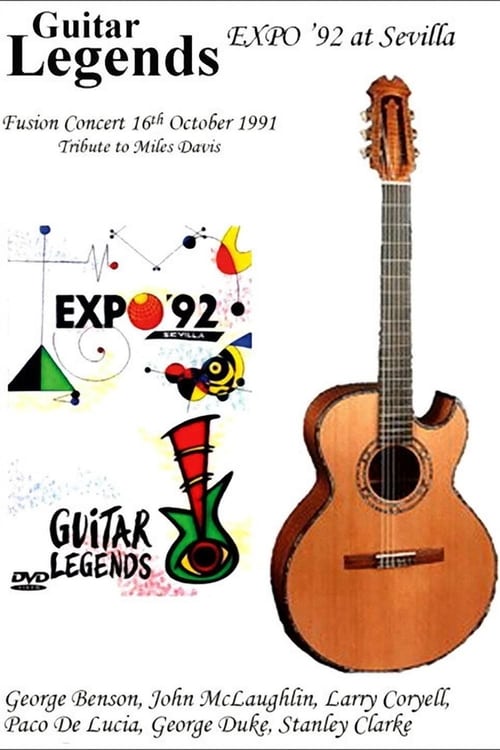 Guitar
Legends
EXPO '92 at Sevilla
Fusion Concert 16th October 1991
Tribute to Miles Davis
EXPO '92
SEVILLA
GUiTAR
LEGENDS
DVD
VIDEO
George Benson, John McLaughlin, Larry Coryell,
Paco De Lucia, George Duke, Stanley Clarke